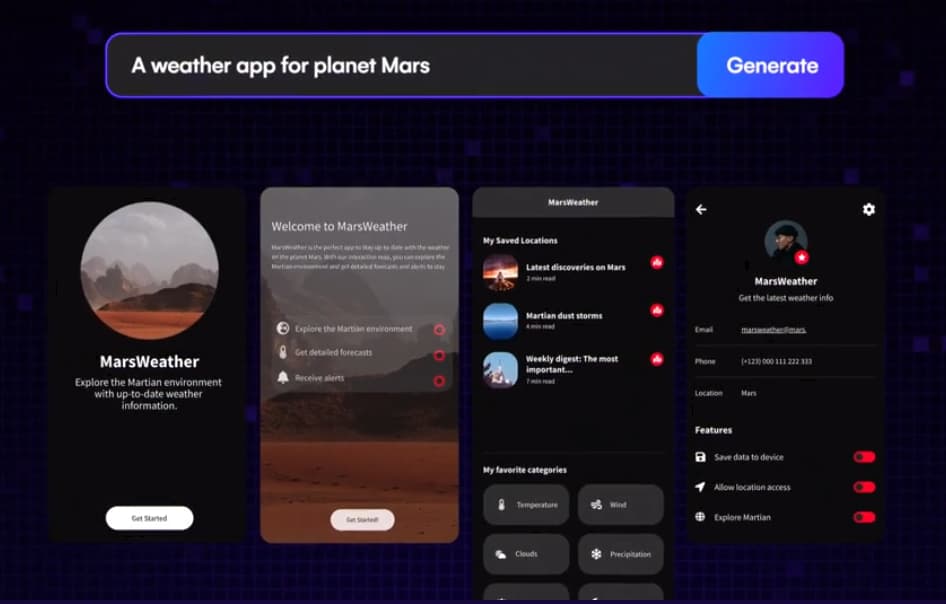 A weather app for planet Mars
Generate
MarsWeather
Explore the Martian environment
with up-to-date weather
information.
Get Started
Welcome to MarsWeather
MarsWeather is the perfect app to stay up-to-date with the weather
on the planet Mars. With our interactive map, you can explore the
Martian environment and get detailed forecasts and alerts to stay
Explore the Martian environment
Get detailed forecasts
Receive alerts
Get Started!
MarsWeather
My Saved Locations
Latest discoveries on Mars
2 min read
Martian dust storms
4 min read
Weekly digest: The most
important...
7 min read
My favorite categories
Temperature
Wind
Clouds
Precipitation
MarsWeather
Get the latest weather info
Email
marsweather@mars.
Phone
(+123) 000 111 222 333
Location
Mars
Features
Save data to device
Allow location access
Explore Martian